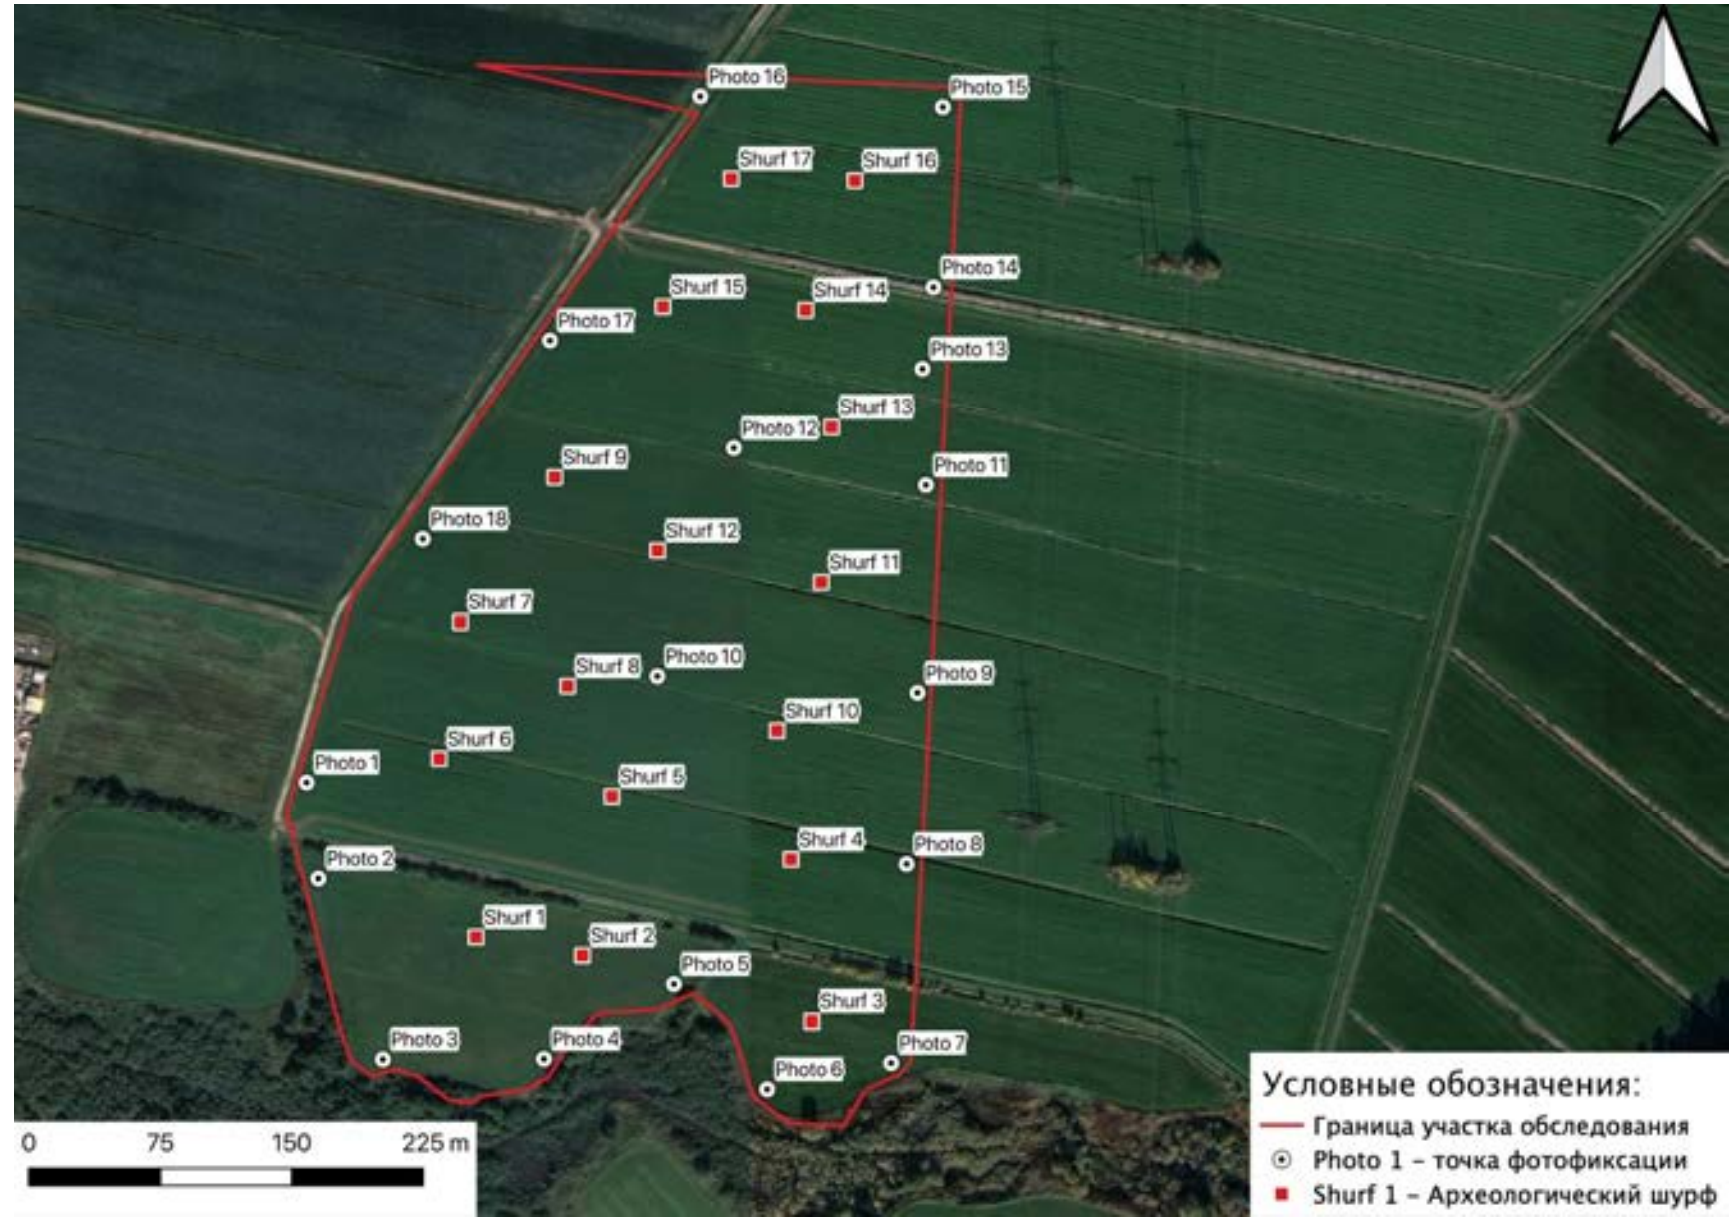 Photo 16
Photo 15
Shurf 17
Shurf 16
Photo 14
Shurf 15
Shurf 14
Photo 17
Photo 13
Shurf 13
Photo 12
Shurf 9
Photo 11
Photo 18
Shurf 12
Shurf 11
Shurf 7
Shurf 8
Photo 10
Photo 9
Shurf 10
Shurf 6
Photo 1
Shurf 5
Shurf 4
Photo 8
Photo 2
Shurf 1
Shurf 2
Photo 5
Shurf 3
Photo 3
Photo 4
Photo 7
Photo 6
0 75 150 225 m
Условные обозначения:
Граница участка обследования
Photo 1 – точка фотофиксации
Shurf 1 – Археологический шурф